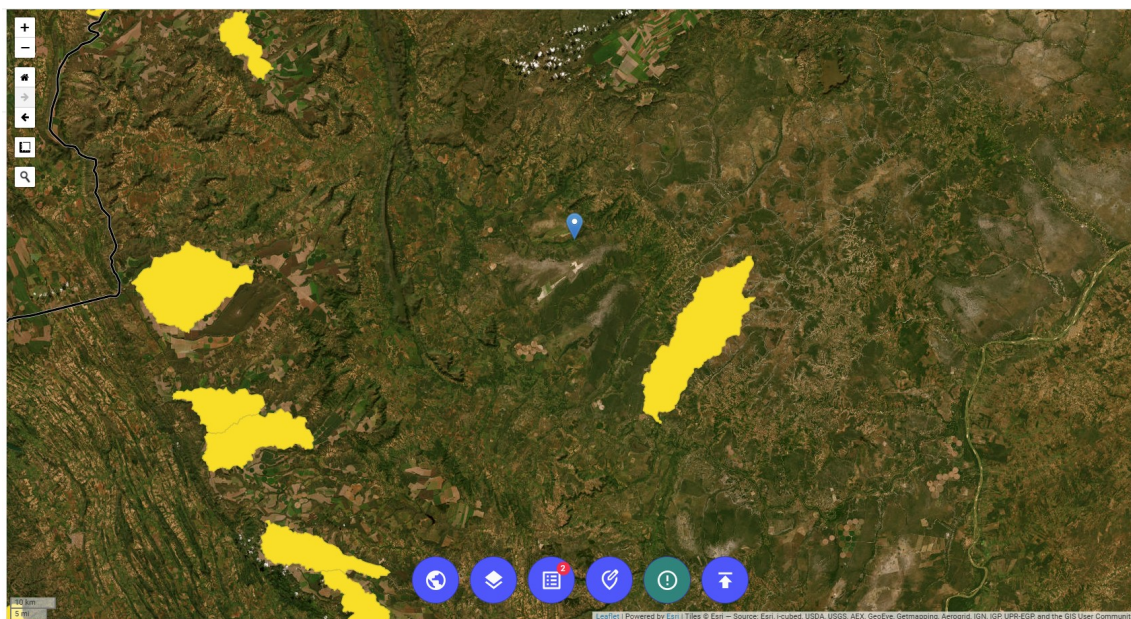 +
−
2
10 km
5 mi
Leaflet | Powered by Esri | Tiles © Esri — Source: Esri, i-cubed, USDA, USGS, AEX, GeoEye, Getmapping, Aerogrid, IGN, IGP, UPR-EGP, and the GIS User Communit